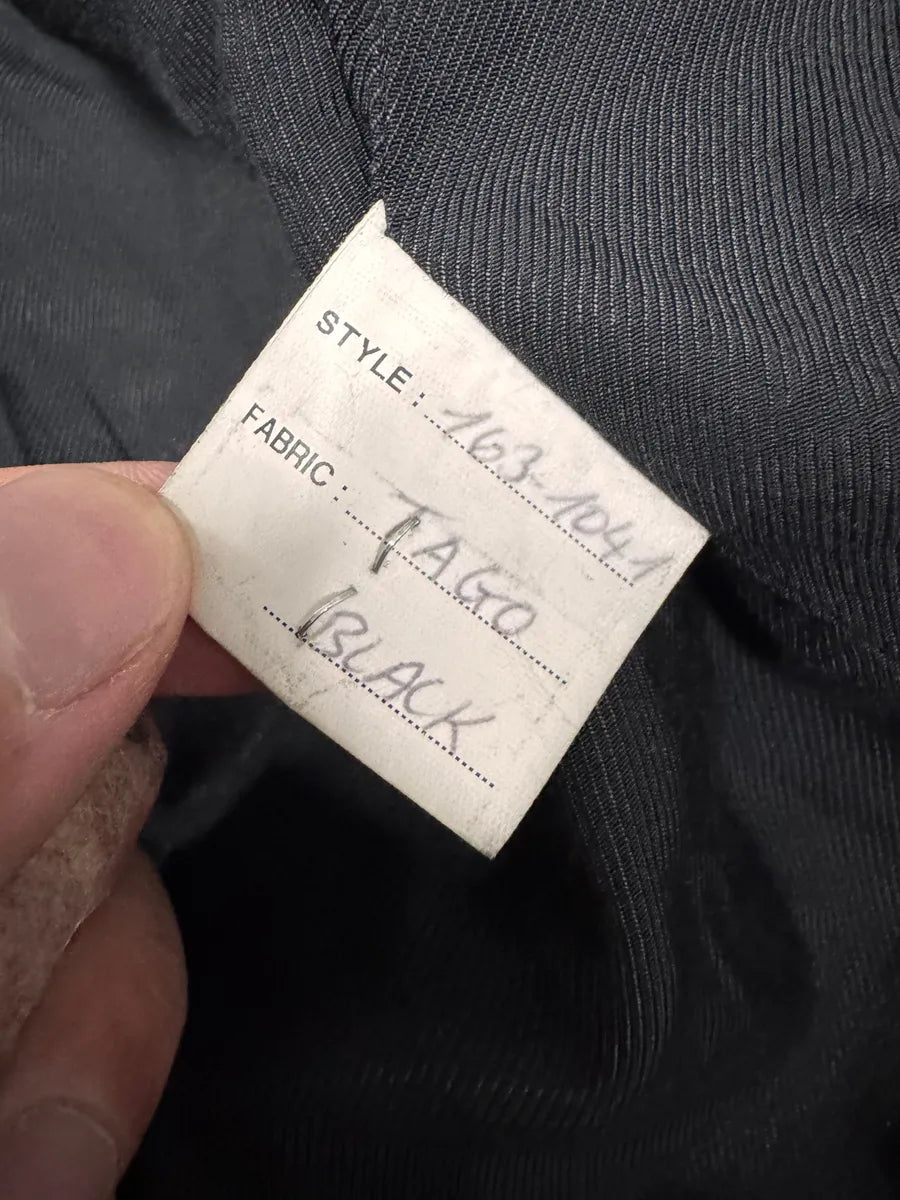 STYLE : 163-1041
FABRIC : TAGO
BLACK